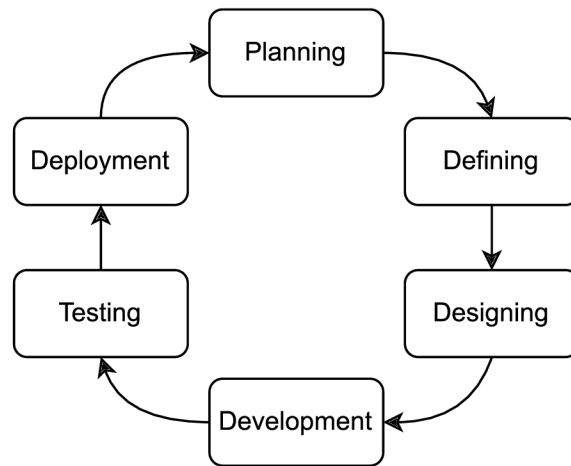 Planning
Defining
Designing
Development
Testing
Deployment